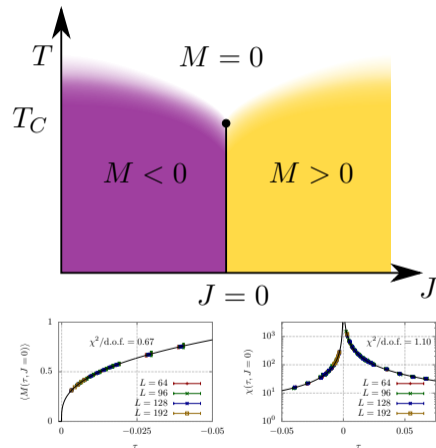 T
M = 0
T_C
M < 0
M > 0
J
J = 0
⟨M(τ, J = 0)⟩
1
0.5
0
χ²/d.o.f. = 0.67
L = 64
L = 96
L = 128
L = 192
0
−0.025
−0.05
τ
χ(τ, J = 0)
10³
10²
10¹
10⁰
χ²/d.o.f. = 1.10
L = 64
L = 96
L = 128
L = 192
−0.05
0
0.05
τ